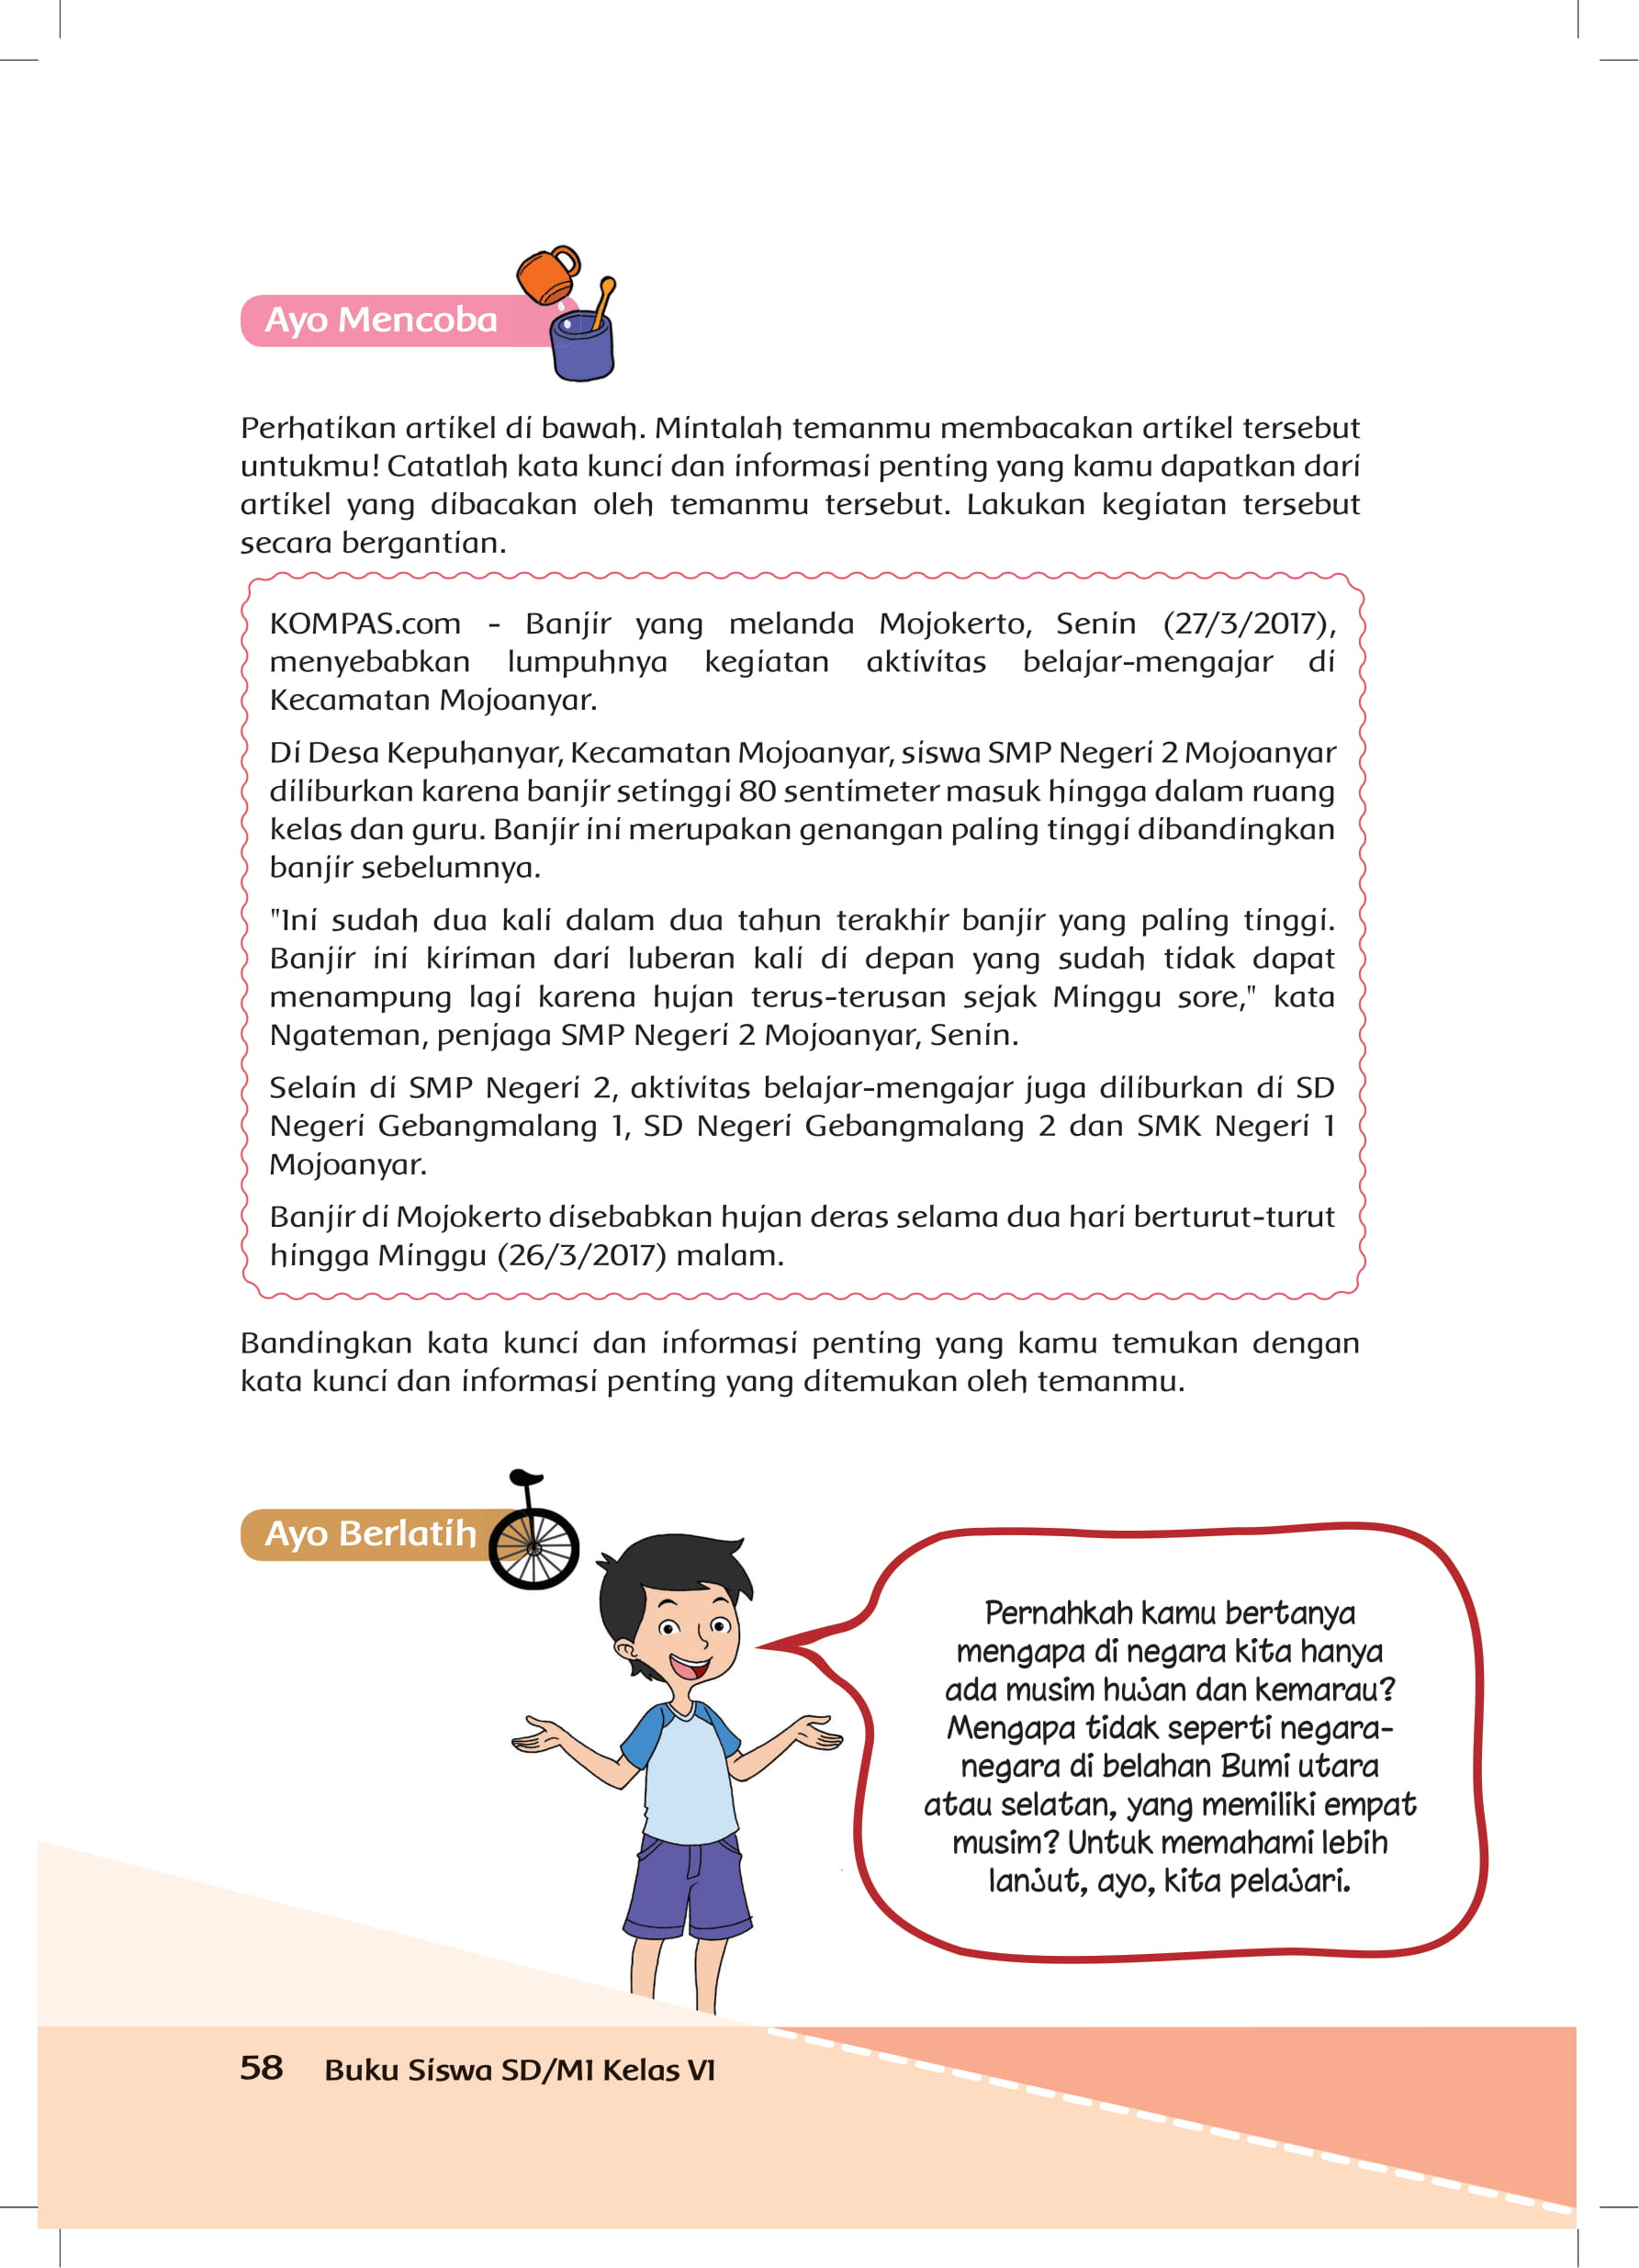 Ayo Mencoba
Perhatikan artikel di bawah. Mintalah temanmu membacakan artikel tersebut
untukmu! Catatlah kata kunci dan informasi penting yang kamu dapatkan dari
artikel yang dibacakan oleh temanmu tersebut. Lakukan kegiatan tersebut
secara bergantian.
KOMPAS.com - Banjir yang melanda Mojokerto, Senin (27/3/2017),
menyebabkan lumpuhnya kegiatan aktivitas belajar-mengajar di
Kecamatan Mojoanyar.
Di Desa Kepuhanyar, Kecamatan Mojoanyar, siswa SMP Negeri 2 Mojoanyar
diliburkan karena banjir setinggi 80 sentimeter masuk hingga dalam ruang
kelas dan guru. Banjir ini merupakan genangan paling tinggi dibandingkan
banjir sebelumnya.
"Ini sudah dua kali dalam dua tahun terakhir banjir yang paling tinggi.
Banjir ini kiriman dari luberan kali di depan yang sudah tidak dapat
menampung lagi karena hujan terus-terusan sejak Minggu sore," kata
Ngateman, penjaga SMP Negeri 2 Mojoanyar, Senin.
Selain di SMP Negeri 2, aktivitas belajar-mengajar juga diliburkan di SD
Negeri Gebangmalang 1, SD Negeri Gebangmalang 2 dan SMK Negeri 1
Mojoanyar.
Banjir di Mojokerto disebabkan hujan deras selama dua hari berturut-turut
hingga Minggu (26/3/2017) malam.
Bandingkan kata kunci dan informasi penting yang kamu temukan dengan
kata kunci dan informasi penting yang ditemukan oleh temanmu.
Ayo Berlatih
Pernahkah kamu bertanya
mengapa di negara kita hanya
ada musim hujan dan kemarau?
Mengapa tidak seperti negara-
negara di belahan Bumi utara
atau selatan, yang memiliki empat
musim? Untuk memahami lebih
lanjut, ayo, kita pelajari.
58 Buku Siswa SD/MI Kelas VI